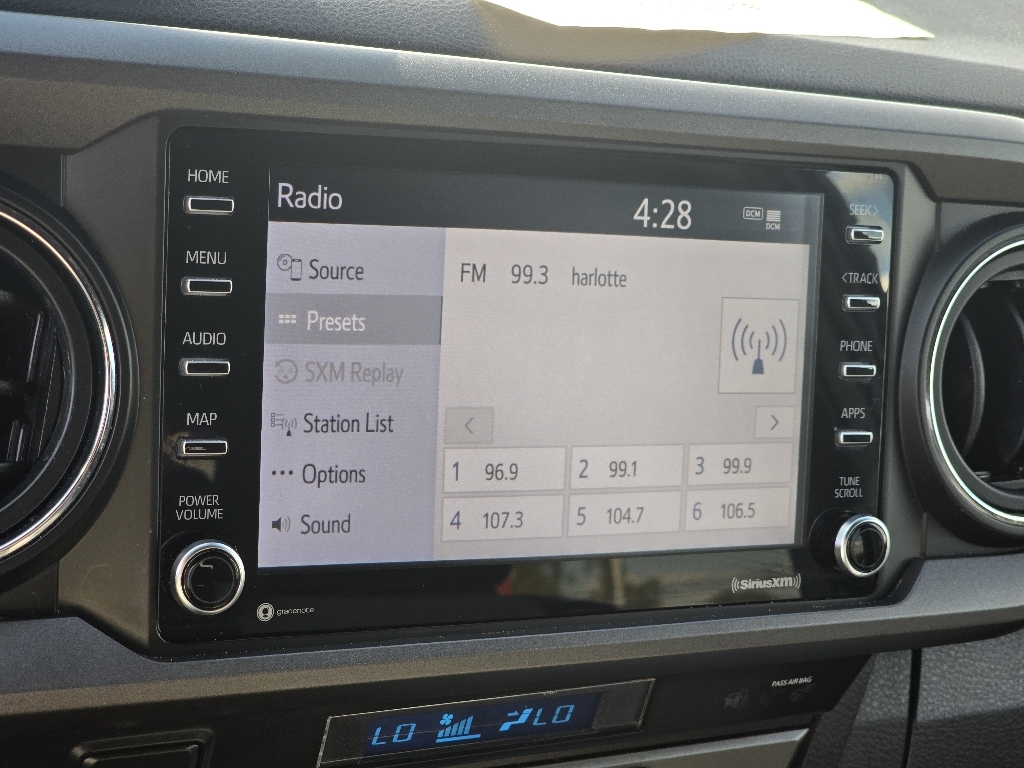 HOME
MENU
AUDIO
MAP
POWER
VOLUME
Radio
4:28
DCM
DCM
Source
Presets
SXM Replay
Station List
Options
Sound
FM 99.3 harlotte
<
>
1 96.9
2 99.1
3 99.9
4 107.3
5 104.7
6 106.5
SEEK>
<TRACK
PHONE
APPS
TUNE
SCROLL
gracenote
((SiriusXM))
PASS AIR BAG
LO LO